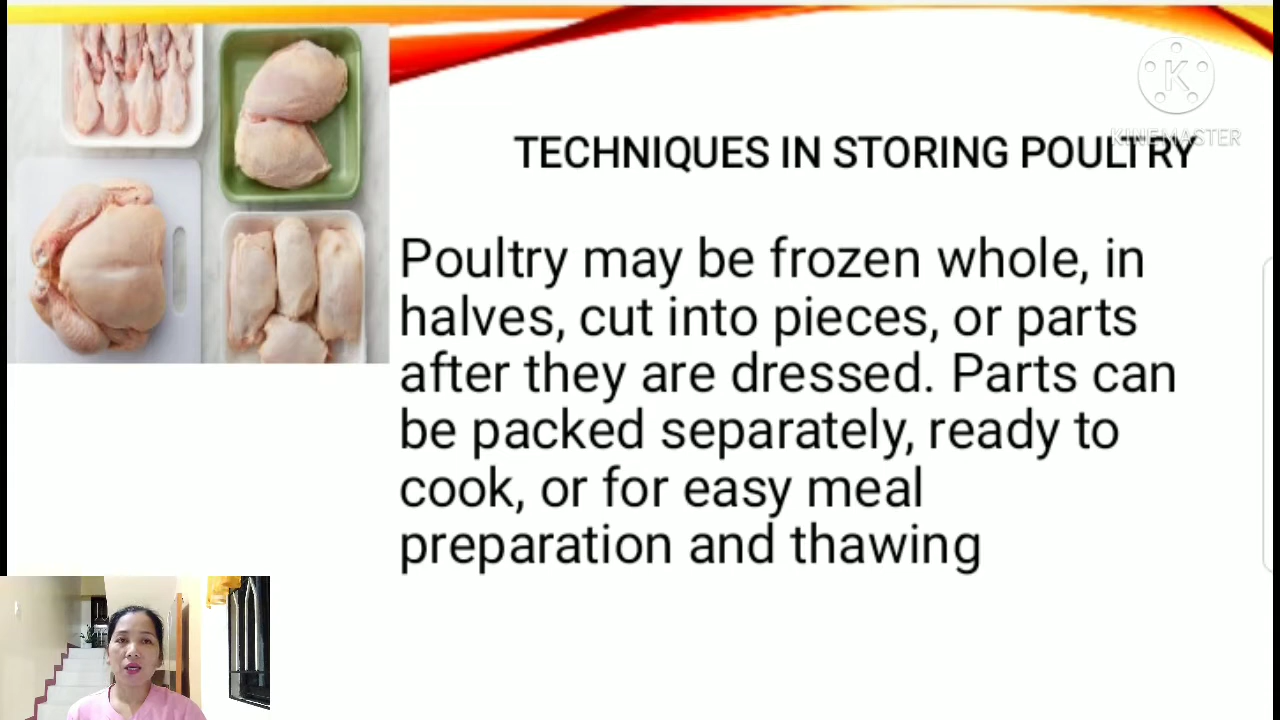 K
KINEMASTER
TECHNIQUES IN STORING POULTRY
Poultry may be frozen whole, in
halves, cut into pieces, or parts
after they are dressed. Parts can
be packed separately, ready to
cook, or for easy meal
preparation and thawing